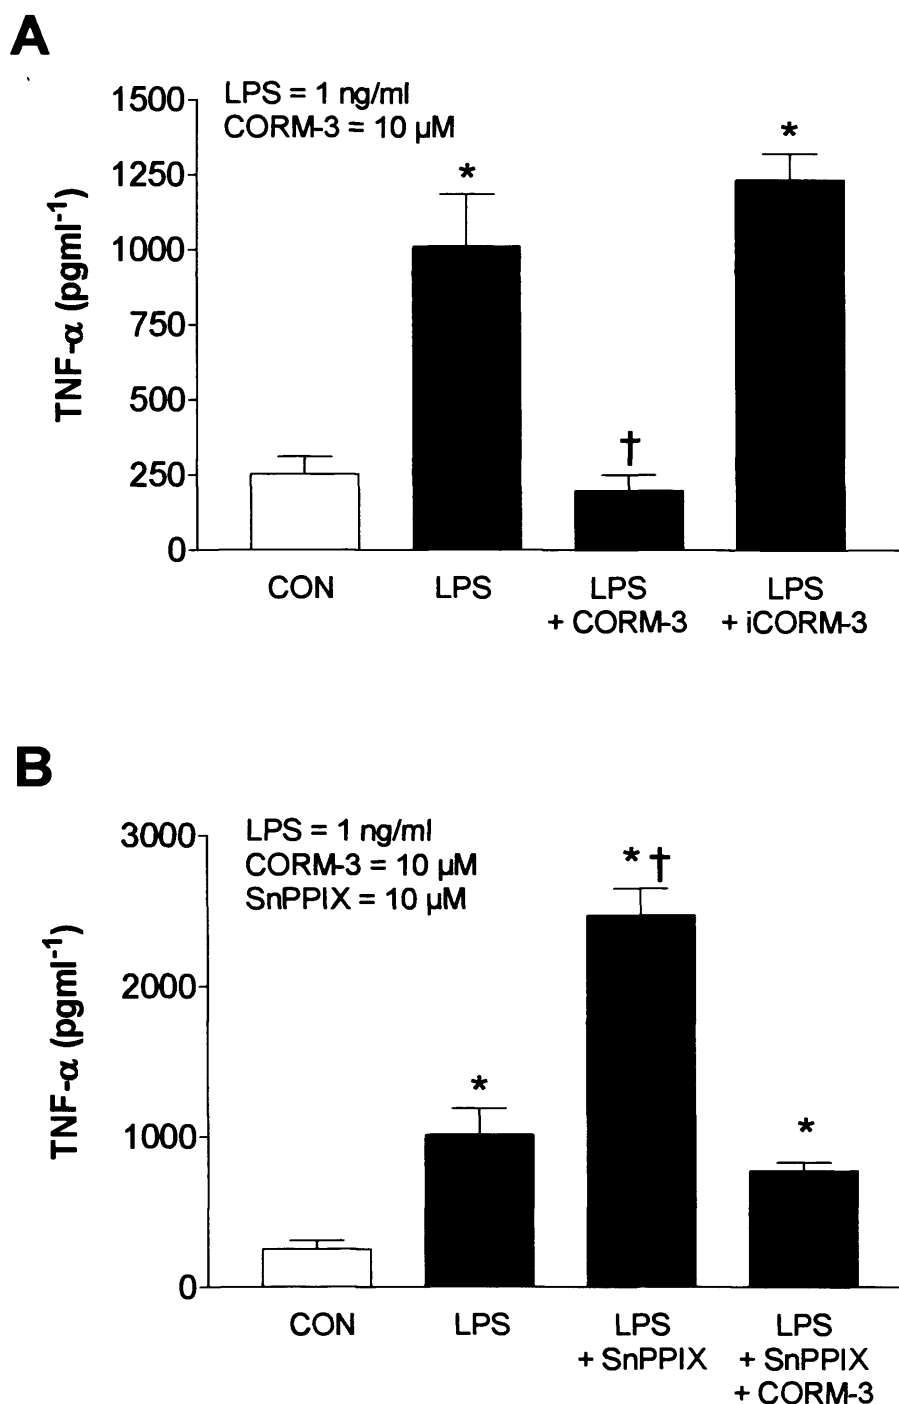 A
LPS = 1 ng/ml
CORM-3 = 10 µM
TNF-α (pgml⁻¹)
1500
1250
1000
750
500
250
0
*
†
*
CON
LPS
LPS
+ CORM-3
LPS
+ iCORM-3
B
LPS = 1 ng/ml
CORM-3 = 10 µM
SnPPIX = 10 µM
TNF-α (pgml⁻¹)
3000
2000
1000
0
*
* †
*
CON
LPS
LPS
+ SnPPIX
LPS
+ SnPPIX
+ CORM-3